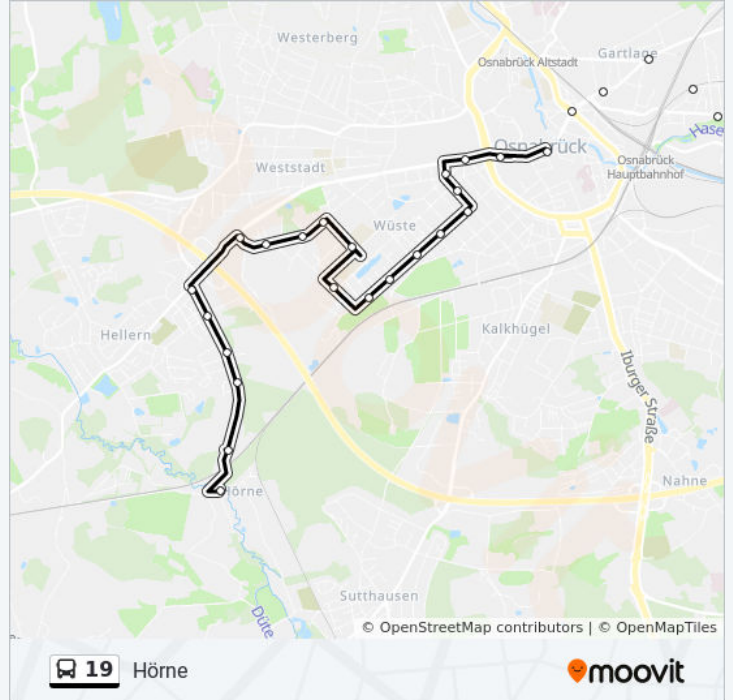 Westerberg
Gartlage
Osnabrück Altstadt
Hase
Osnabrück
Osnabrück
Hauptbahnhof
Weststadt
Wüste
Hellern
Kalkhügel
Iburger Straße
Nahne
Hörne
Sutthausen
Düte
© OpenStreetMap contributors | © OpenMapTiles
19 Hörne
moovit